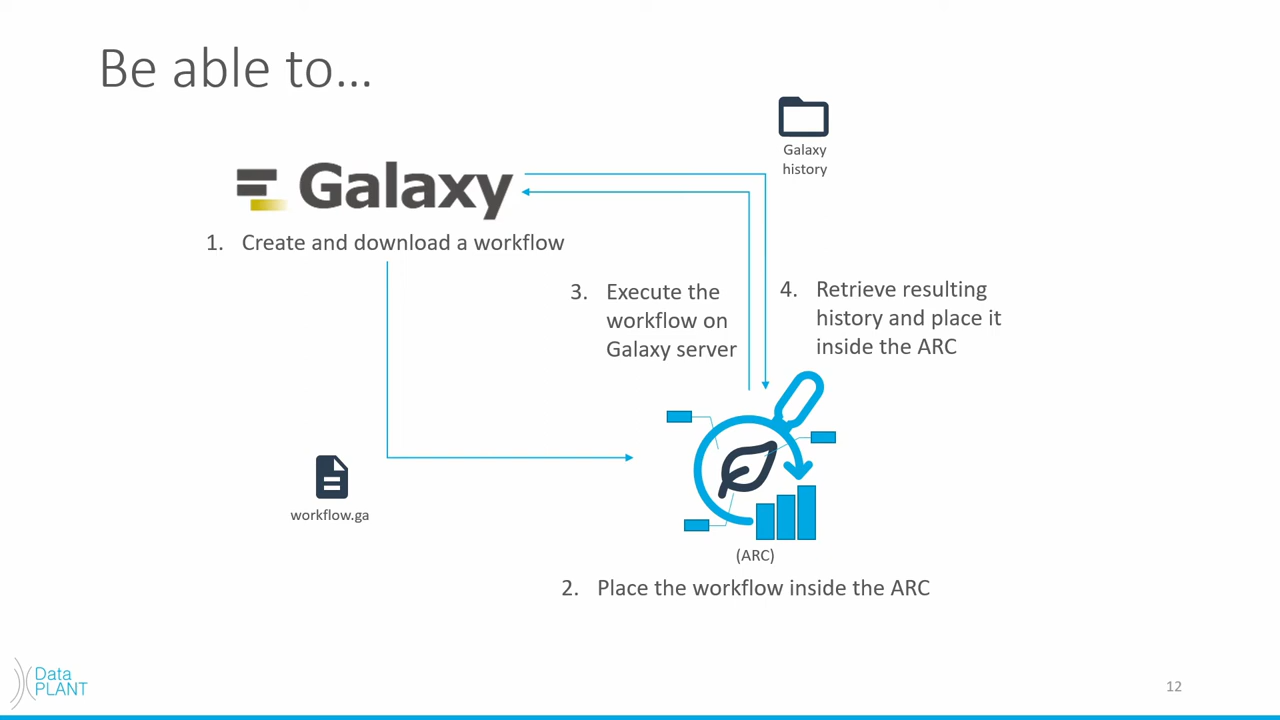 Be able to...
Galaxy
history
Galaxy
1. Create and download a workflow
3. Execute the
workflow on
Galaxy server
4. Retrieve resulting
history and place it
inside the ARC
workflow.ga
(ARC)
2. Place the workflow inside the ARC
Data
PLANT
12